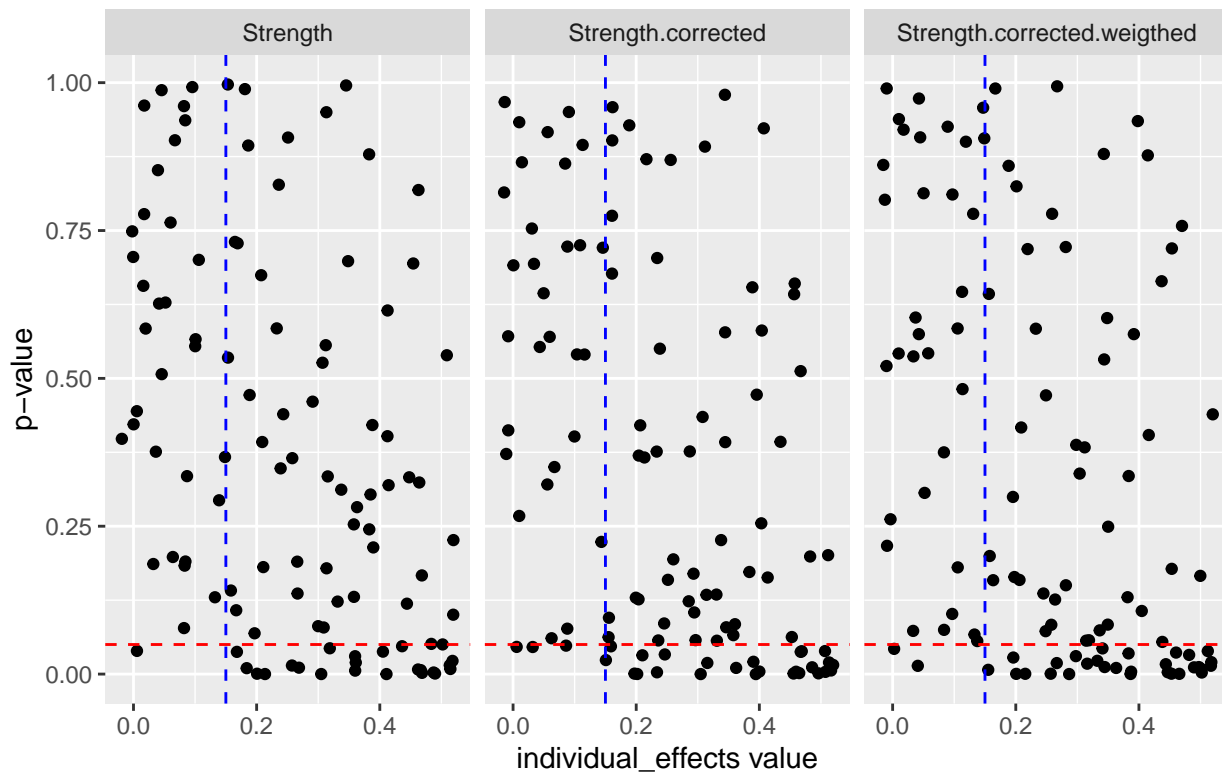 Strength Strength.corrected Strength.corrected.weigthed
1.00
0.75
0.50
0.25
0.00
p−value
0.0 0.2 0.4 0.0 0.2 0.4 0.0 0.2 0.4
individual_effects value